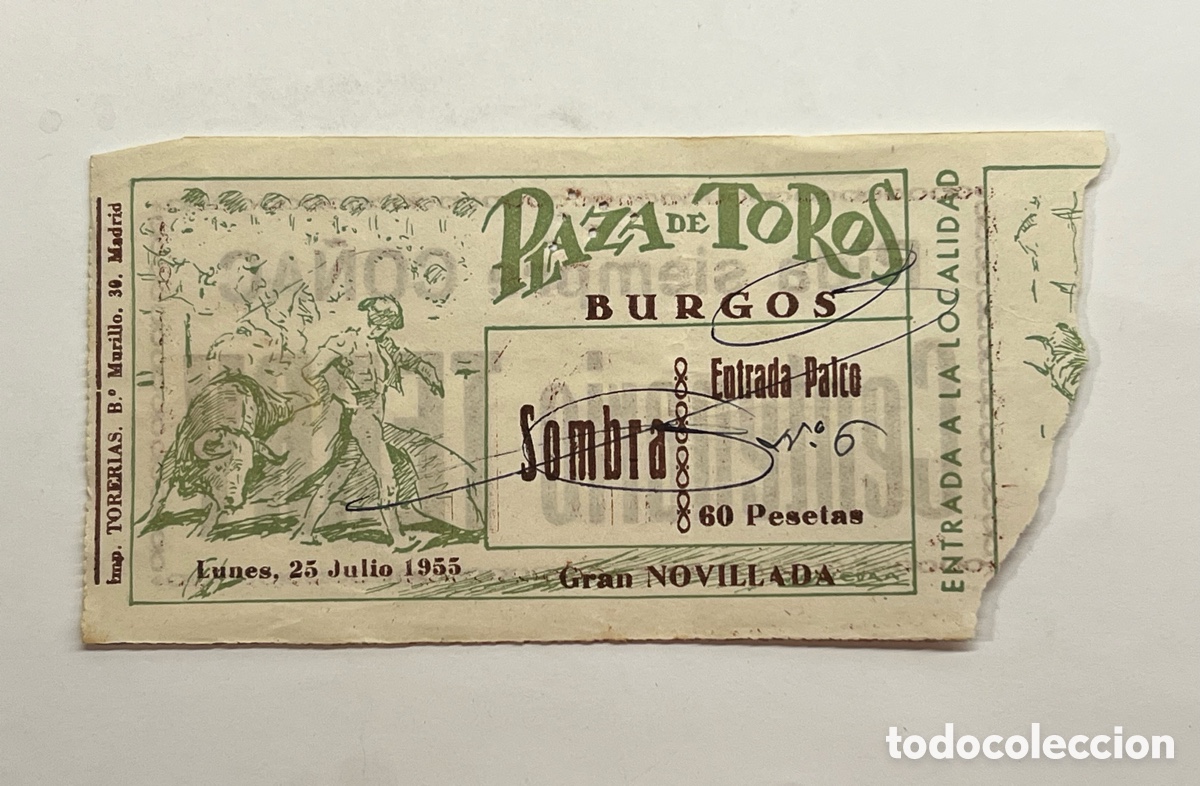 Imp. TORERIAS. B.º Murillo. 30. Madrid
PLAZA DE TOROS
BURGOS
Sombra
Entrada Palco
Nº 6
60 Pesetas
Lunes, 25 Julio 1955
Gran NOVILLADA
ENTRADA A LA LOCALIDAD
todocoleccion